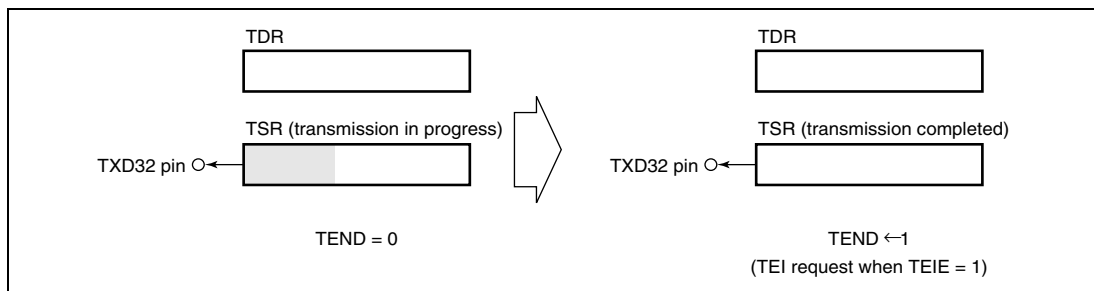 TDR
TSR (transmission in progress)
TXD32 pin
TEND = 0
TDR
TSR (transmission completed)
TXD32 pin
TEND ←1
(TEI request when TEIE = 1)